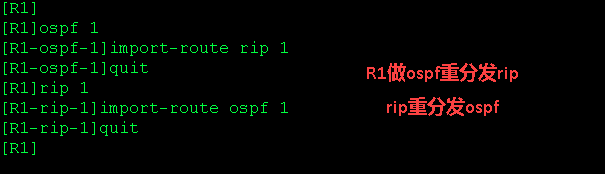 [R1]
[R1]ospf 1
[R1-ospf-1]import-route rip 1
[R1-ospf-1]quit
[R1]rip 1
[R1-rip-1]import-route ospf 1
[R1-rip-1]quit
[R1]
R1做ospf重分发rip
rip重分发ospf